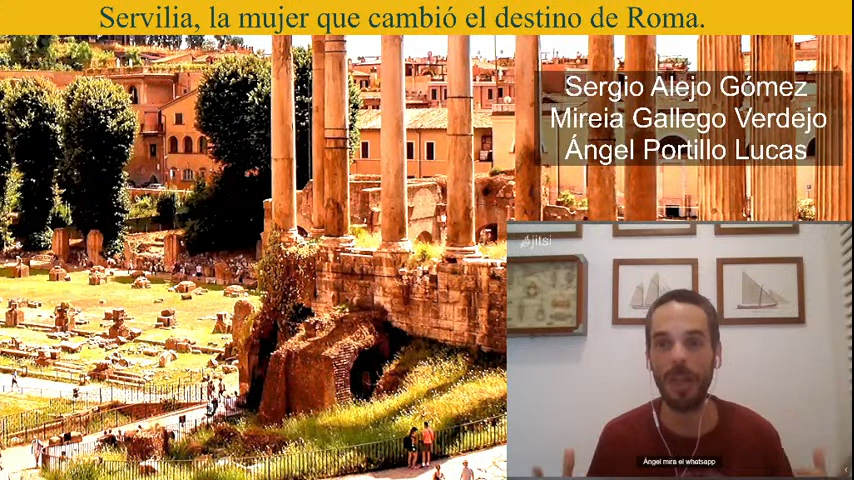 Servilia, la mujer que cambió el destino de Roma.
Sergio Alejo Gómez
Mireia Gallego Verdejo
Ángel Portillo Lucas
jitsi
Ángel mira el whatsapp